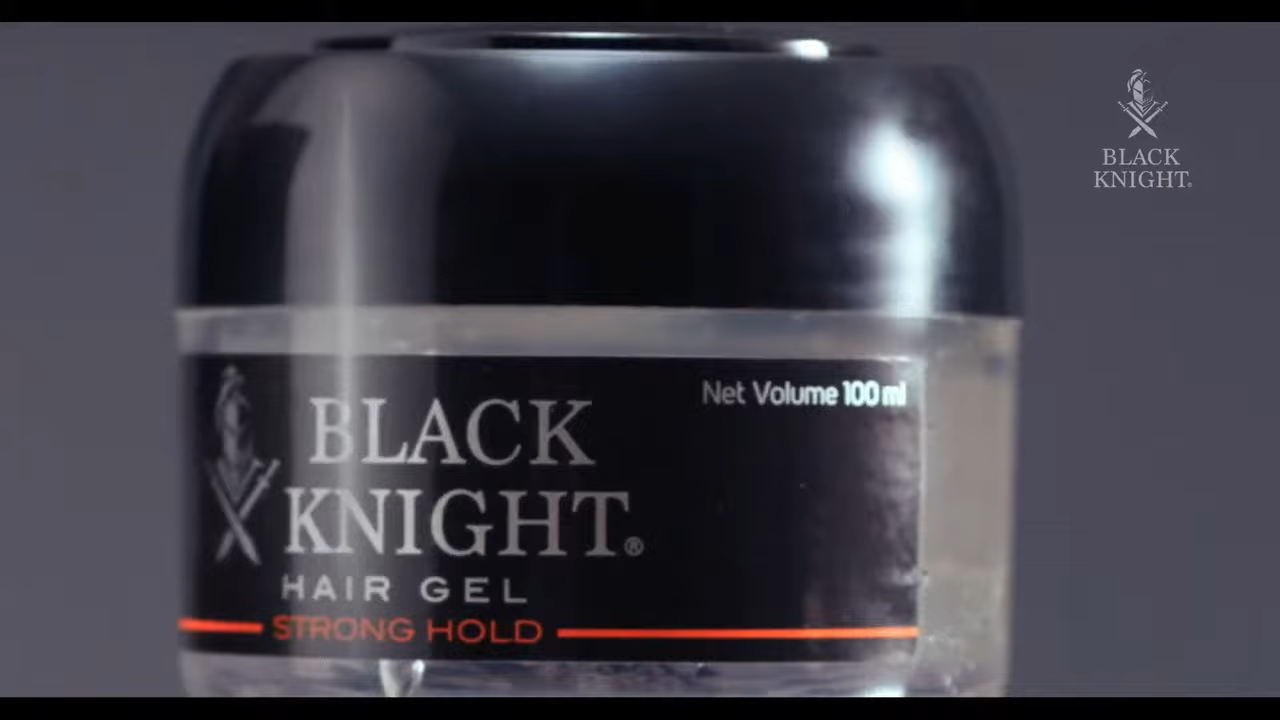 BLACK
KNIGHT®
BLACK
KNIGHT®
HAIR GEL
STRONG HOLD
Net Volume 100 ml